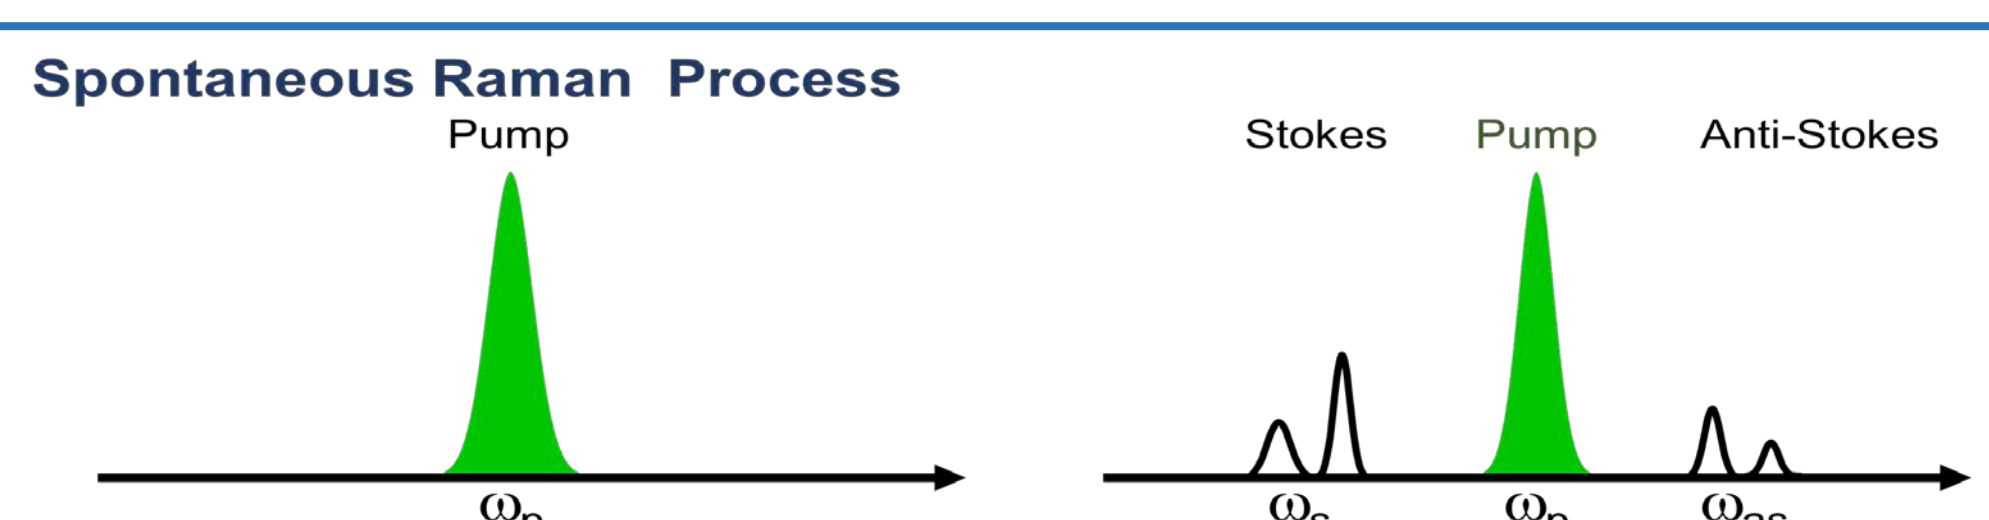 Spontaneous Raman Process
Pump
Stokes Pump Anti-Stokes
ωp
ωs ωp ωas